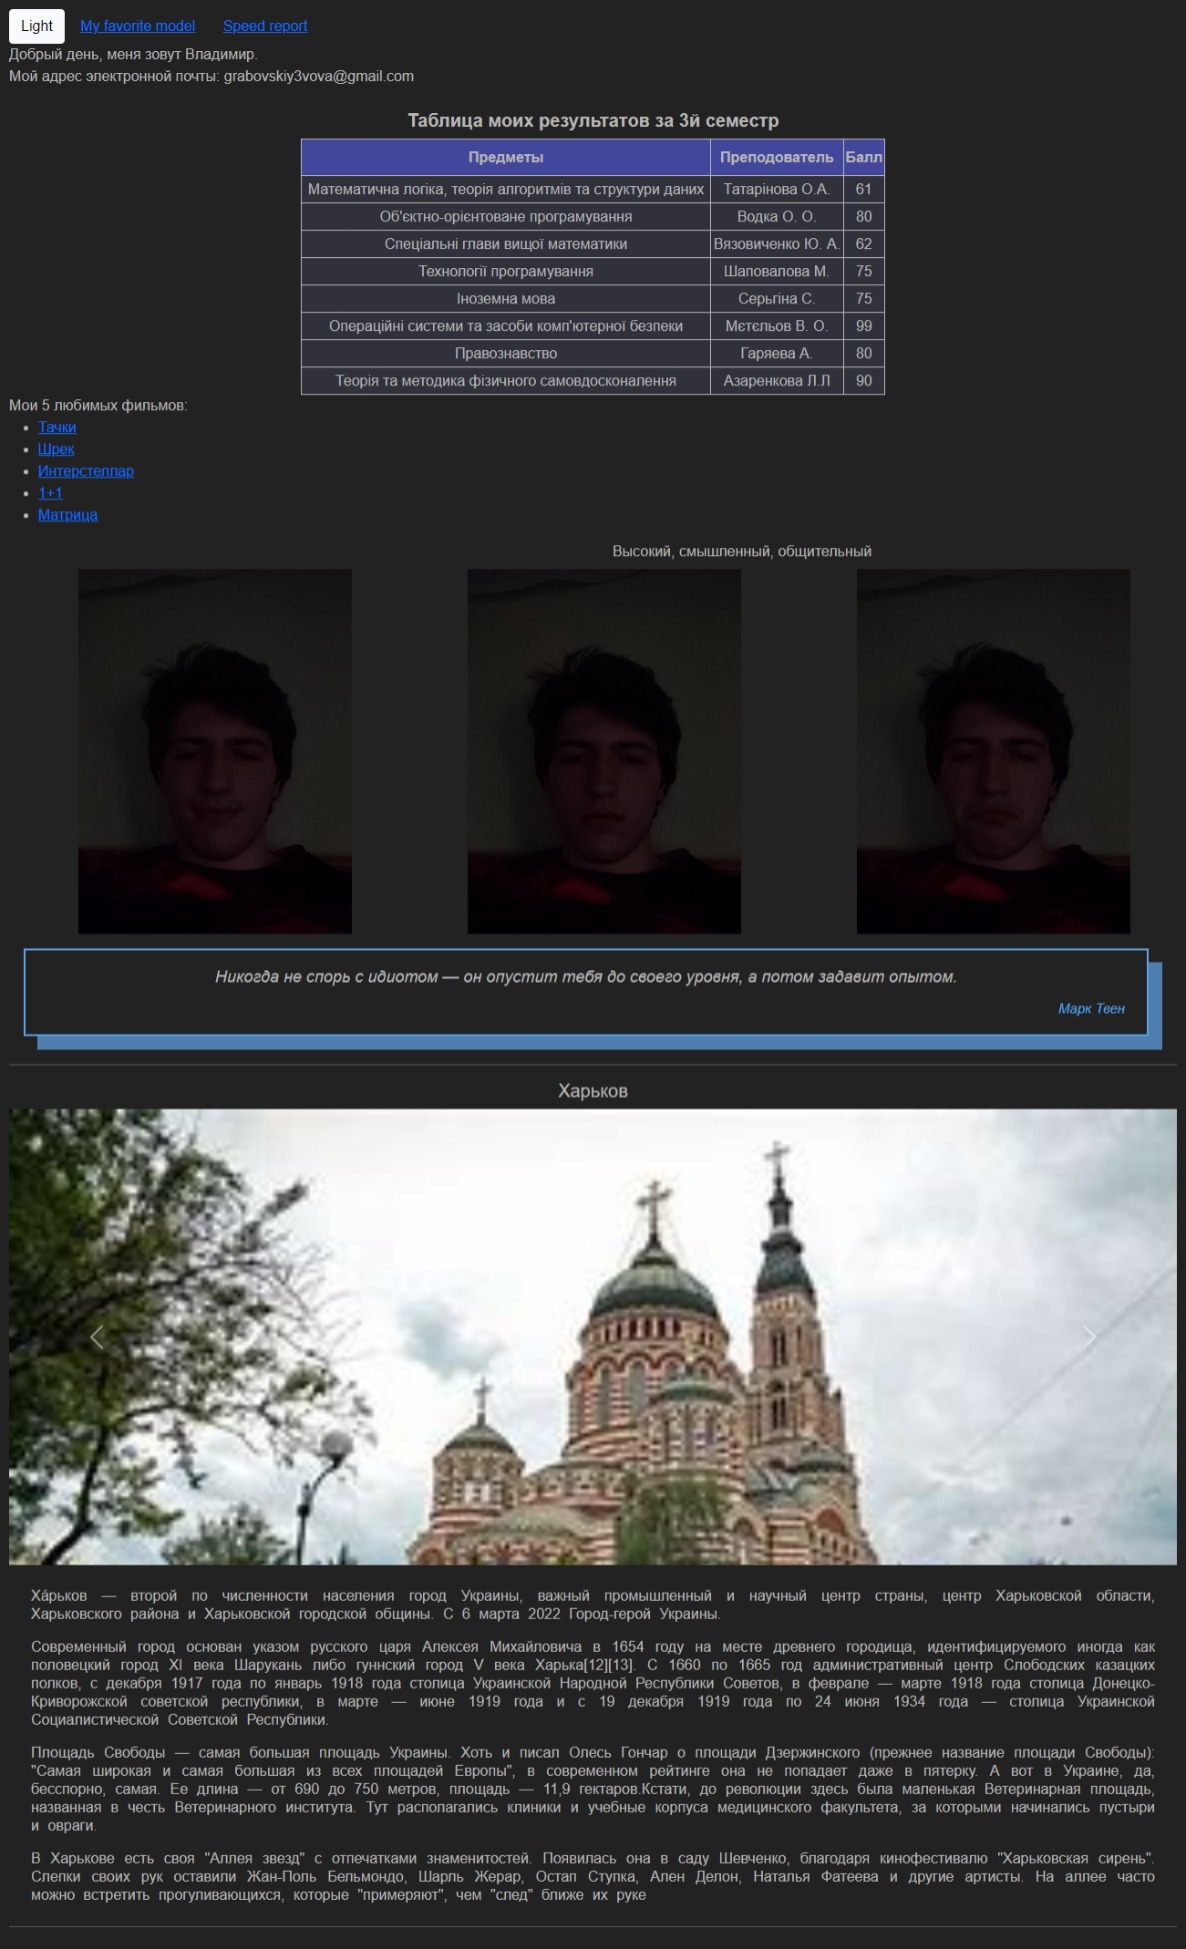 Light My favorite model Speed report
Добрый день, меня зовут Владимир.
Мой адрес электронной почты: grabovskiy3vova@gmail.com
Таблица моих результатов за 3й семестр
Предметы Преподователь Балл
Математична логіка, теорія алгоритмів та структури даних Татарінова О.А. 61
Об'єктно-орієнтоване програмування Водка О. О. 80
Спеціальні глави вищої математики Вязовиченко Ю. А. 62
Технології програмування Шаповалова М. 75
Іноземна мова Серьгіна С. 75
Операційні системи та засоби комп'ютерної безпеки Мєтєльов В. О. 99
Правознавство Гаряева А. 80
Теорія та методика фізичного самовдосконалення Азаренкова Л.Л 90
Мои 5 любимых фильмов:
Тачки
Шрек
Интерстеллар
1+1
Матрица
Высокий, смышленный, общительный
Никогда не спорь с идиотом — он опустит тебя до своего уровня, а потом задавит опытом.
Марк Твен
Харьков
Ха́рьков — второй по численности населения город Украины, важный промышленный и научный центр страны, центр Харьковской области,
Харьковского района и Харьковской городской общины. С 6 марта 2022 Город-герой Украины.
Современный город основан указом русского царя Алексея Михайловича в 1654 году на месте древнего городища, идентифицируемого иногда как
половецкий город XI века Шарукань либо гуннский город V века Харька[12][13]. С 1660 по 1665 год административный центр Слободских казацких
полков, с декабря 1917 года по январь 1918 года столица Украинской Народной Республики Советов, в феврале — марте 1918 года столица Донецко-
Криворожской советской республики, в марте — июне 1919 года и с 19 декабря 1919 года по 24 июня 1934 года — столица Украинской
Социалистической Советской Республики.
Площадь Свободы — самая большая площадь Украины. Хоть и писал Олесь Гончар о площади Дзержинского (прежнее название площади Свободы):
"Самая широкая и самая большая из всех площадей Европы", в современном рейтинге она не попадает даже в пятерку. А вот в Украине, да,
бесспорно, самая. Ее длина — от 690 до 750 метров, площадь — 11,9 гектаров.Кстати, до революции здесь была маленькая Ветеринарная площадь,
названная в честь Ветеринарного института. Тут располагались клиники и учебные корпуса медицинского факультета, за которыми начинались пустыри
и овраги.
В Харькове есть своя "Аллея звезд" с отпечатками знаменитостей. Появилась она в саду Шевченко, благодаря кинофестивалю "Харьковская сирень".
Слепки своих рук оставили Жан-Поль Бельмондо, Шарль Жерар, Остап Ступка, Ален Делон, Наталья Фатеева и другие артисты. На аллее часто
можно встретить прогуливающихся, которые "примеряют", чем "след" ближе их руке